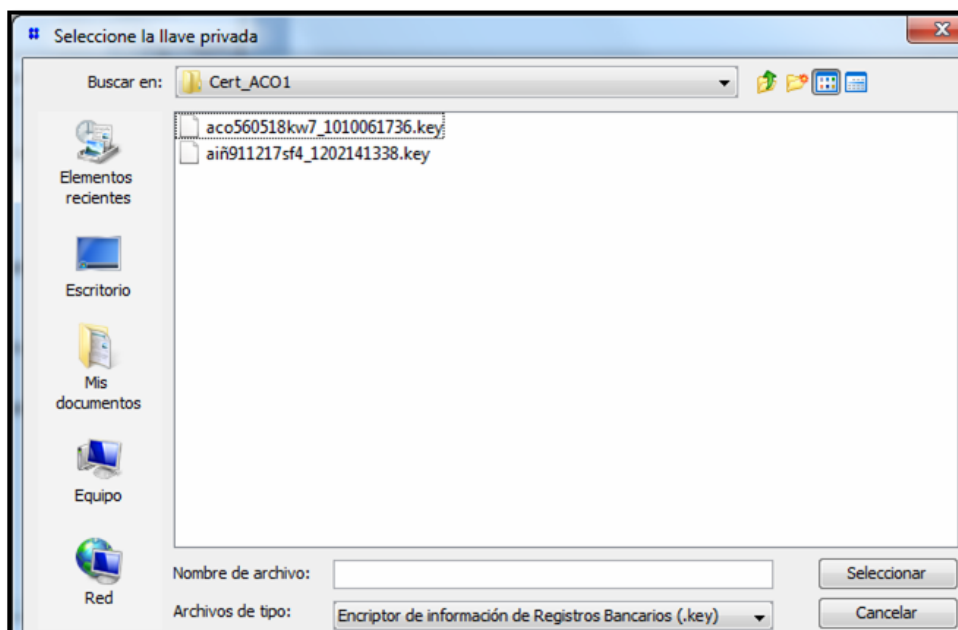 Seleccione la llave privada
Buscar en: Cert_ACO1
aco560518kw7_1010061736.key
aiñ911217sf4_1202141338.key
Elementos
recientes
Escritorio
Mis
documentos
Equipo
Red
Nombre de archivo:
Seleccionar
Archivos de tipo: Encriptor de información de Registros Bancarios (.key)
Cancelar